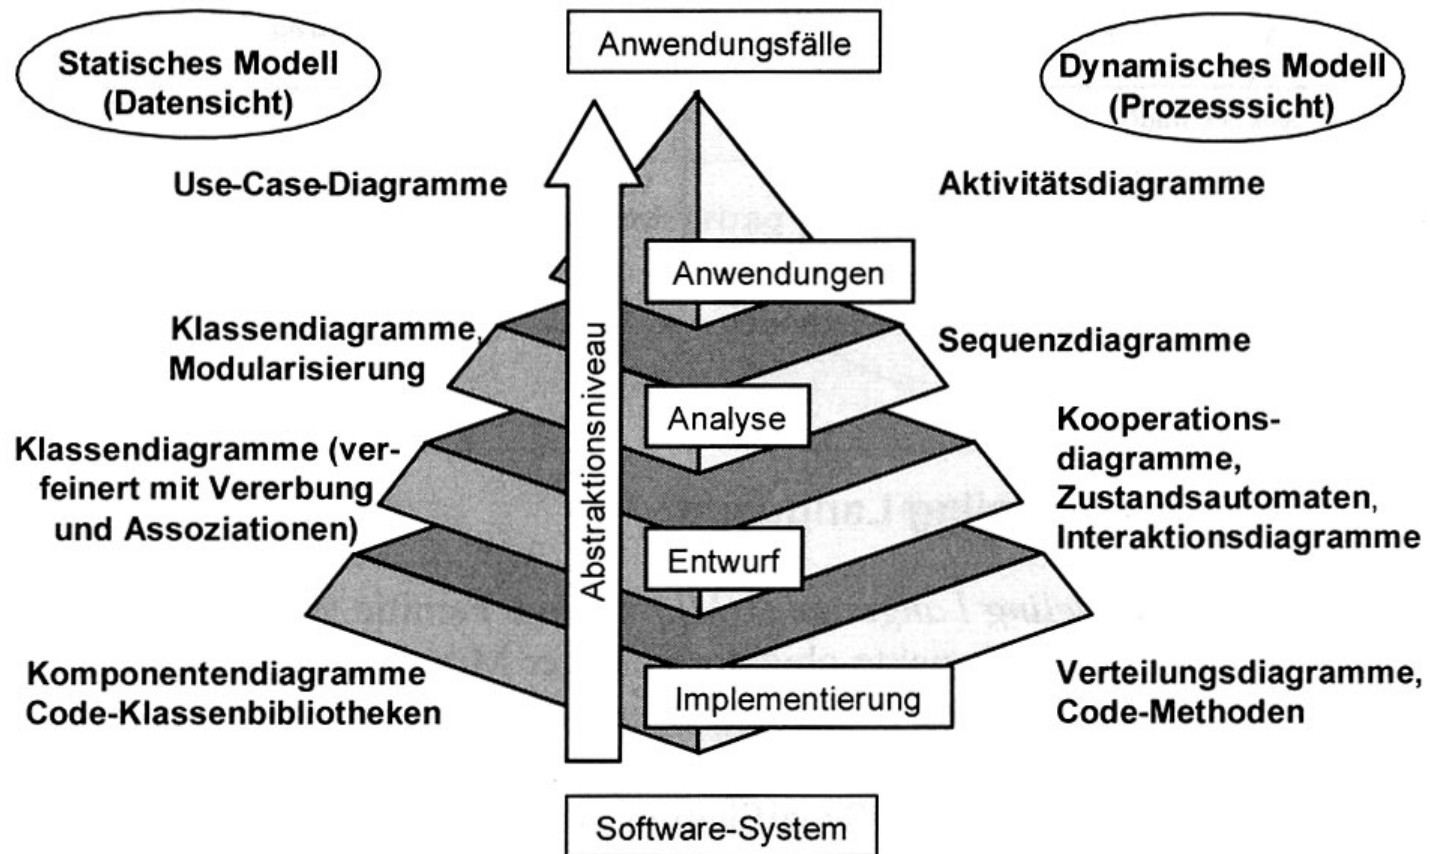 Anwendungsfälle
Statisches Modell
(Datensicht)
Dynamisches Modell
(Prozesssicht)
Use-Case-Diagramme
Aktivitätsdiagramme
Anwendungen
Klassendiagramme,
Modularisierung
Sequenzdiagramme
Abstraktionsniveau
Analyse
Klassendiagramme (ver-
feinert mit Vererbung
und Assoziationen)
Kooperations-
diagramme,
Zustandsautomaten,
Interaktionsdiagramme
Entwurf
Komponentendiagramme
Code-Klassenbibliotheken
Implementierung
Verteilungsdiagramme,
Code-Methoden
Software-System